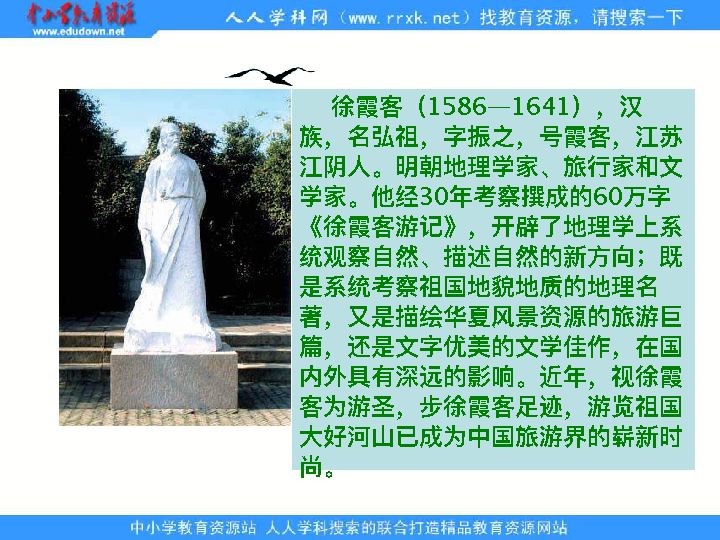 中小学教育资源
www.edudown.net
人人学科网（www.rrxk.net）找教育资源，请搜索一下
徐霞客（1586—1641），汉
族，名弘祖，字振之，号霞客，江苏
江阴人。明朝地理学家、旅行家和文
学家。他经30年考察撰成的60万字
《徐霞客游记》，开辟了地理学上系
统观察自然、描述自然的新方向；既
是系统考察祖国地貌地质的地理名
著，又是描绘华夏风景资源的旅游巨
篇，还是文字优美的文学佳作，在国
内外具有深远的影响。近年，视徐霞
客为游圣，步徐霞客足迹，游览祖国
大好河山已成为中国旅游界的崭新时
尚。
中小学教育资源站 人人学科搜索的联合打造精品教育资源网站